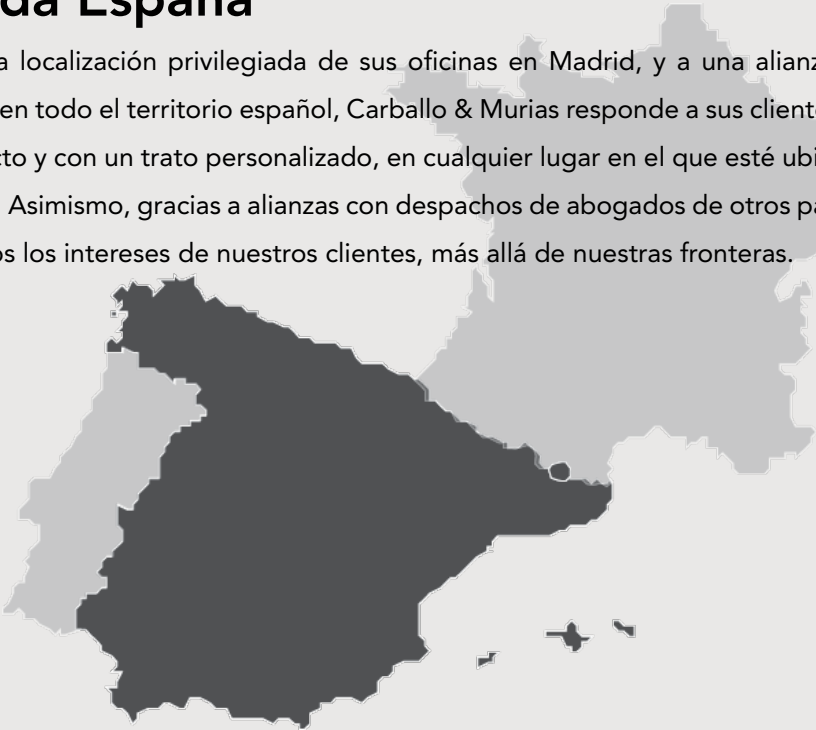 da España
a localización privilegiada de sus oficinas en Madrid, y a una alianz
en todo el territorio español, Carballo & Murias responde a sus client
cto y con un trato personalizado, en cualquier lugar en el que esté ubi
. Asimismo, gracias a alianzas con despachos de abogados de otros pa
os los intereses de nuestros clientes, más allá de nuestras fronteras.